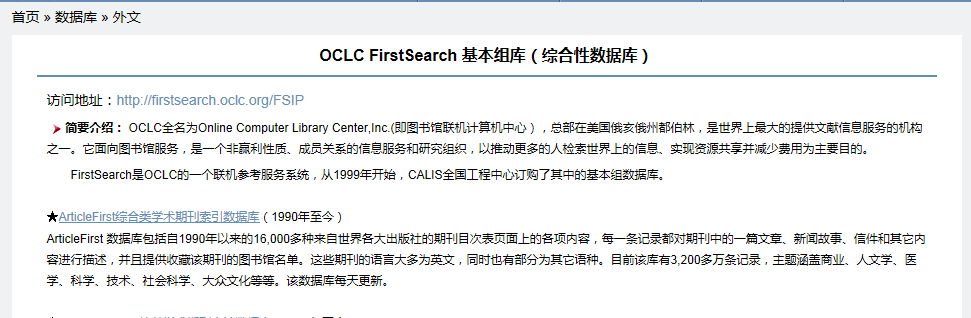 首页 » 数据库 » 外文
OCLC FirstSearch 基本组库（综合性数据库）
访问地址：http://firstsearch.oclc.org/FSIP
简要介绍： OCLC全名为Online Computer Library Center,Inc.(即图书馆联机计算机中心），总部在美国俄亥俄州都伯林，是世界上最大的提供文献信息服务的机构
之一。它面向图书馆服务，是一个非赢利性质、成员关系的信息服务和研究组织，以推动更多的人检索世界上的信息、实现资源共享并减少费用为主要目的。
FirstSearch是OCLC的一个联机参考服务系统，从1999年开始，CALIS全国工程中心订购了其中的基本组数据库。
★ArticleFirst综合类学术期刊索引数据库（1990年至今）
ArticleFirst 数据库包括自1990年以来的16,000多种来自世界各大出版社的期刊目次表页面上的各项内容，每一条记录都对期刊中的一篇文章、新闻故事、信件和其它内
容进行描述，并且提供收藏该期刊的图书馆名单。这些期刊的语言大多为英文，同时也有部分为其它语种。目前该库有3,200多万条记录，主题涵盖商业、人文学、医
学、科学、技术、社会科学、大众文化等等。该数据库每天更新。